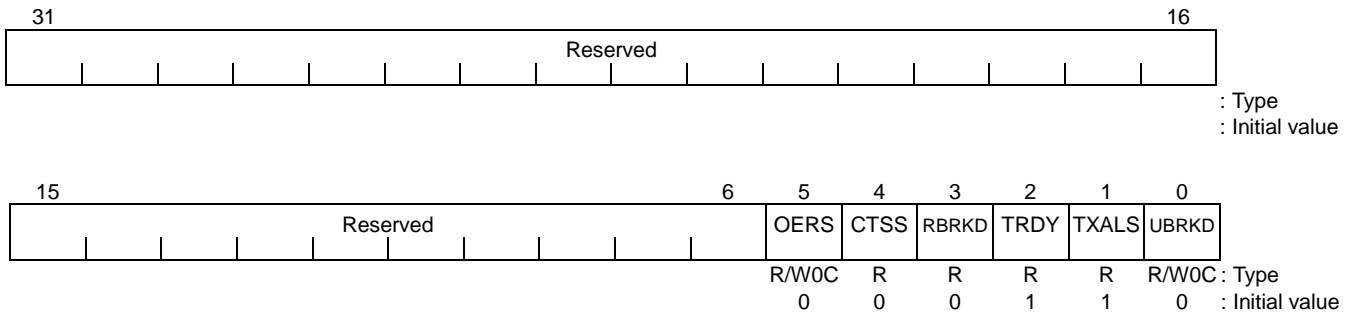 31 16
Reserved
: Type
: Initial value
15 6 5 4 3 2 1 0
Reserved OERS CTSS RBRKD TRDY TXALS UBRKD
R/W0C R R R R R/W0C : Type
0 0 0 1 1 0 : Initial value